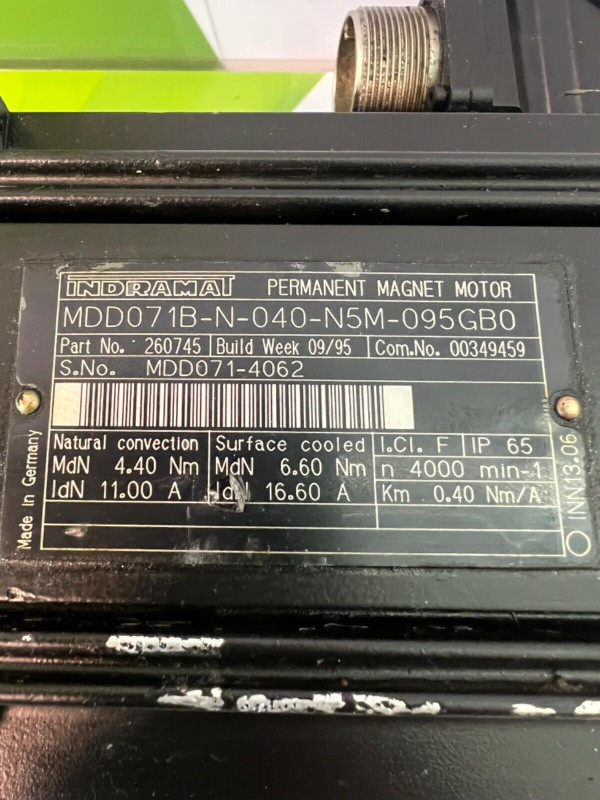 INDRAMAT PERMANENT MAGNET MOTOR
MDD071B-N-040-N5M-095GB0
Part No. 260745 Build Week 09/95 Com.No. 00349459
S.No. MDD071-4062
Natural convection Surface cooled I.Cl. F IP 65
MdN 4.40 Nm MdN 6.60 Nm n 4000 min-1
IdN 11.00 A IdN 16.60 A Km 0.40 Nm/A
Made in Germany
INN13.06